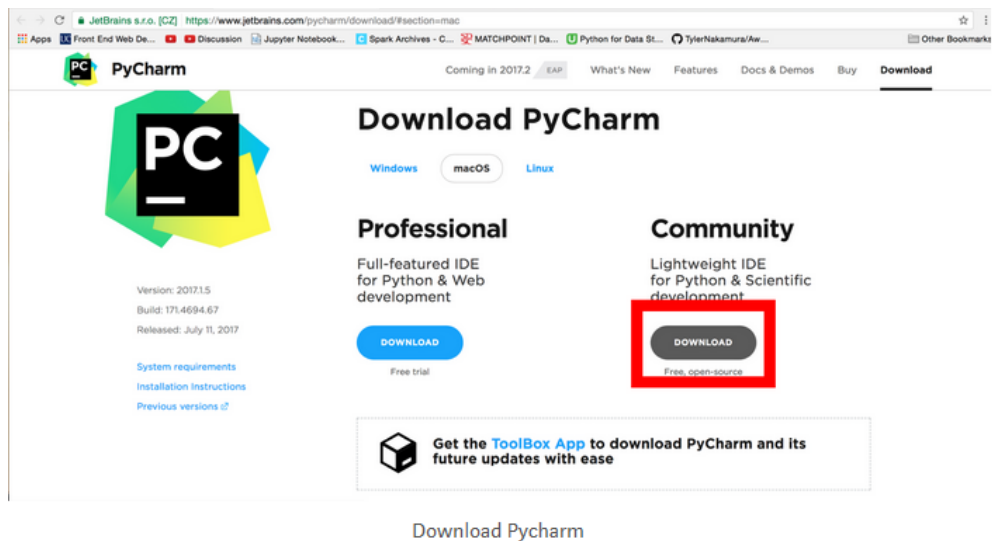 JetBrains s.r.o. [CZ] https://www.jetbrains.com/pycharm/download/#section=mac
Apps Front End Web De... Discussion Jupyter Notebook... Spark Archives - C... MATCHPOINT | Da... Python for Data St... TylerNakamura/Aw... Other Bookmarks
PC PyCharm Coming in 2017.2 EAP What's New Features Docs & Demos Buy Download
PC
Download PyCharm
Windows macOS Linux
Professional
Full-featured IDE
for Python & Web
development
DOWNLOAD
Free trial
Community
Lightweight IDE
for Python & Scientific
development
DOWNLOAD
Free, open-source
Version: 2017.1.5
Build: 171.4694.67
Released: July 11, 2017
System requirements
Installation Instructions
Previous versions
Get the ToolBox App to download PyCharm and its
future updates with ease
Download Pycharm